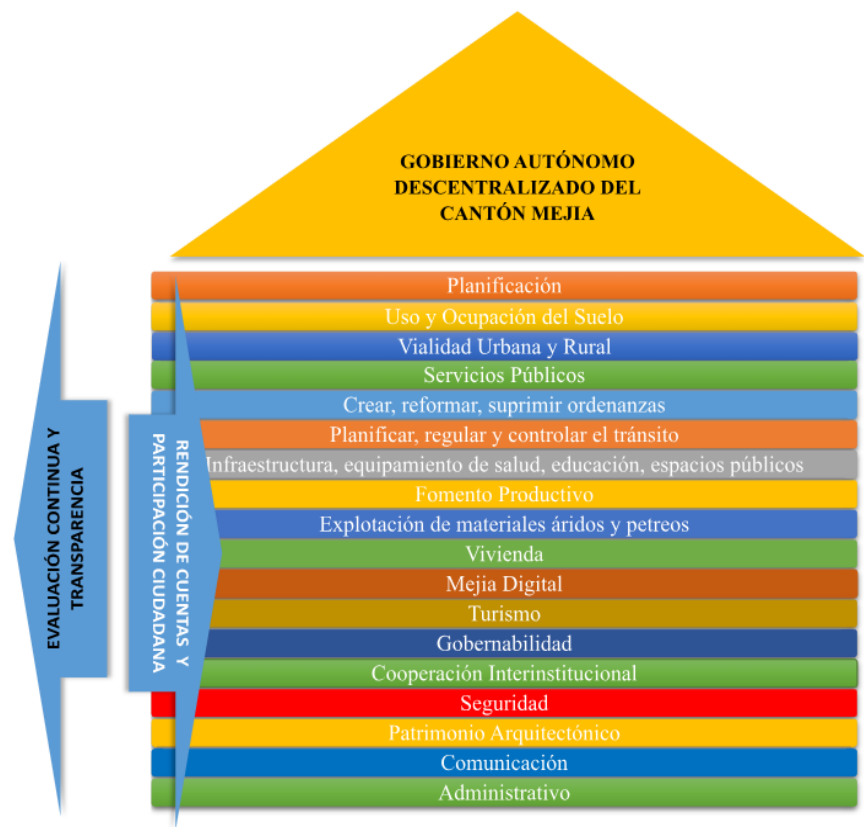 GOBIERNO AUTÓNOMO
DESCENTRALIZADO DEL
CANTÓN MEJIA
EVALUACIÓN CONTINUA Y
TRANSPARENCIA
RENDICIÓN DE CUENTAS Y
PARTICIPACIÓN CIUDADANA
Planificación
Uso y Ocupación del Suelo
Vialidad Urbana y Rural
Servicios Públicos
Crear, reformar, suprimir ordenanzas
Planificar, regular y controlar el tránsito
Infraestructura, equipamiento de salud, educación, espacios públicos
Fomento Productivo
Explotación de materiales áridos y petreos
Vivienda
Mejia Digital
Turismo
Gobernabilidad
Cooperación Interinstitucional
Seguridad
Patrimonio Arquitectónico
Comunicación
Administrativo